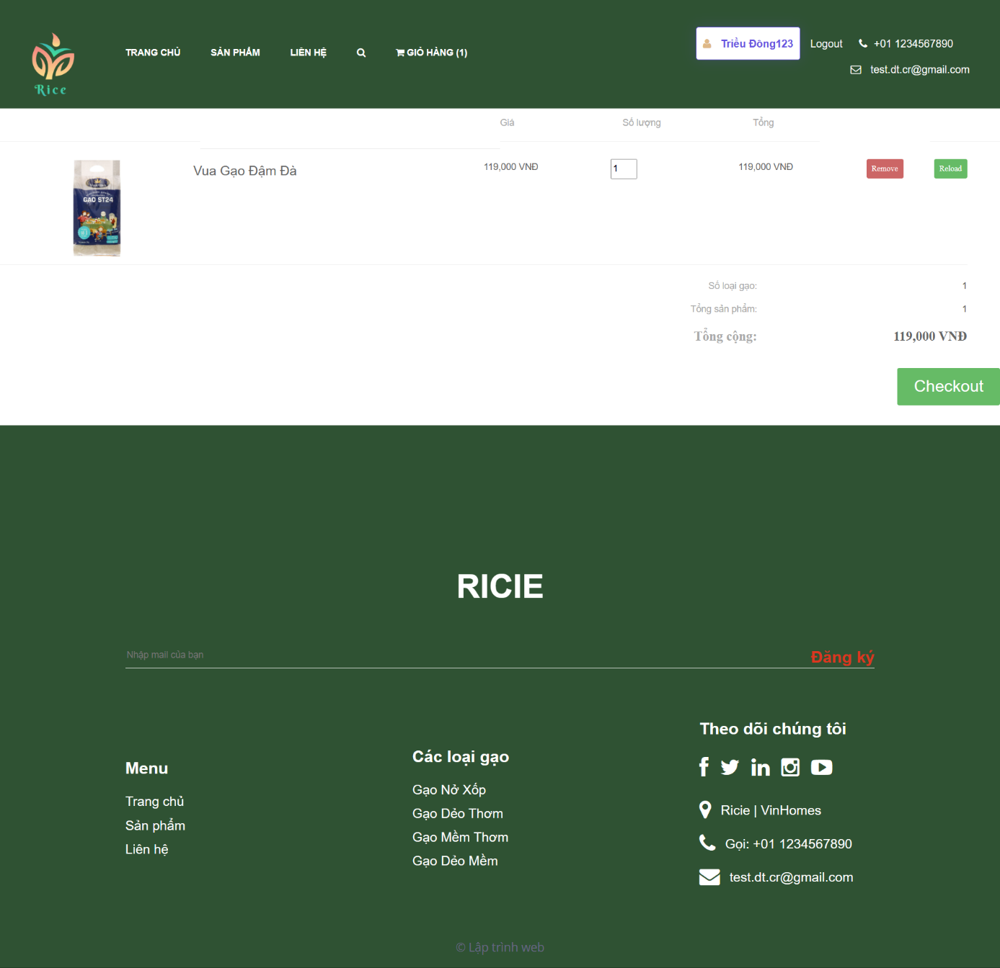 Rice
TRANG CHỦ SẢN PHẨM LIÊN HỆ GIỎ HÀNG (1)
Triều Đông123 Logout +01 1234567890
test.dt.cr@gmail.com
Giá Số lượng Tổng
GẠO ST24
Vua Gạo Đậm Đà 119,000 VNĐ 1 119,000 VNĐ Remove Reload
Số loại gạo: 1
Tổng sản phẩm: 1
Tổng cộng: 119,000 VNĐ
Checkout
RICIE
Nhập mail của bạn Đăng ký
Menu
Trang chủ
Sản phẩm
Liên hệ
Các loại gạo
Gạo Nở Xốp
Gạo Dẻo Thơm
Gạo Mềm Thơm
Gạo Dẻo Mềm
Theo dõi chúng tôi
Ricie | VinHomes
Gọi: +01 1234567890
test.dt.cr@gmail.com
© Lập trình web